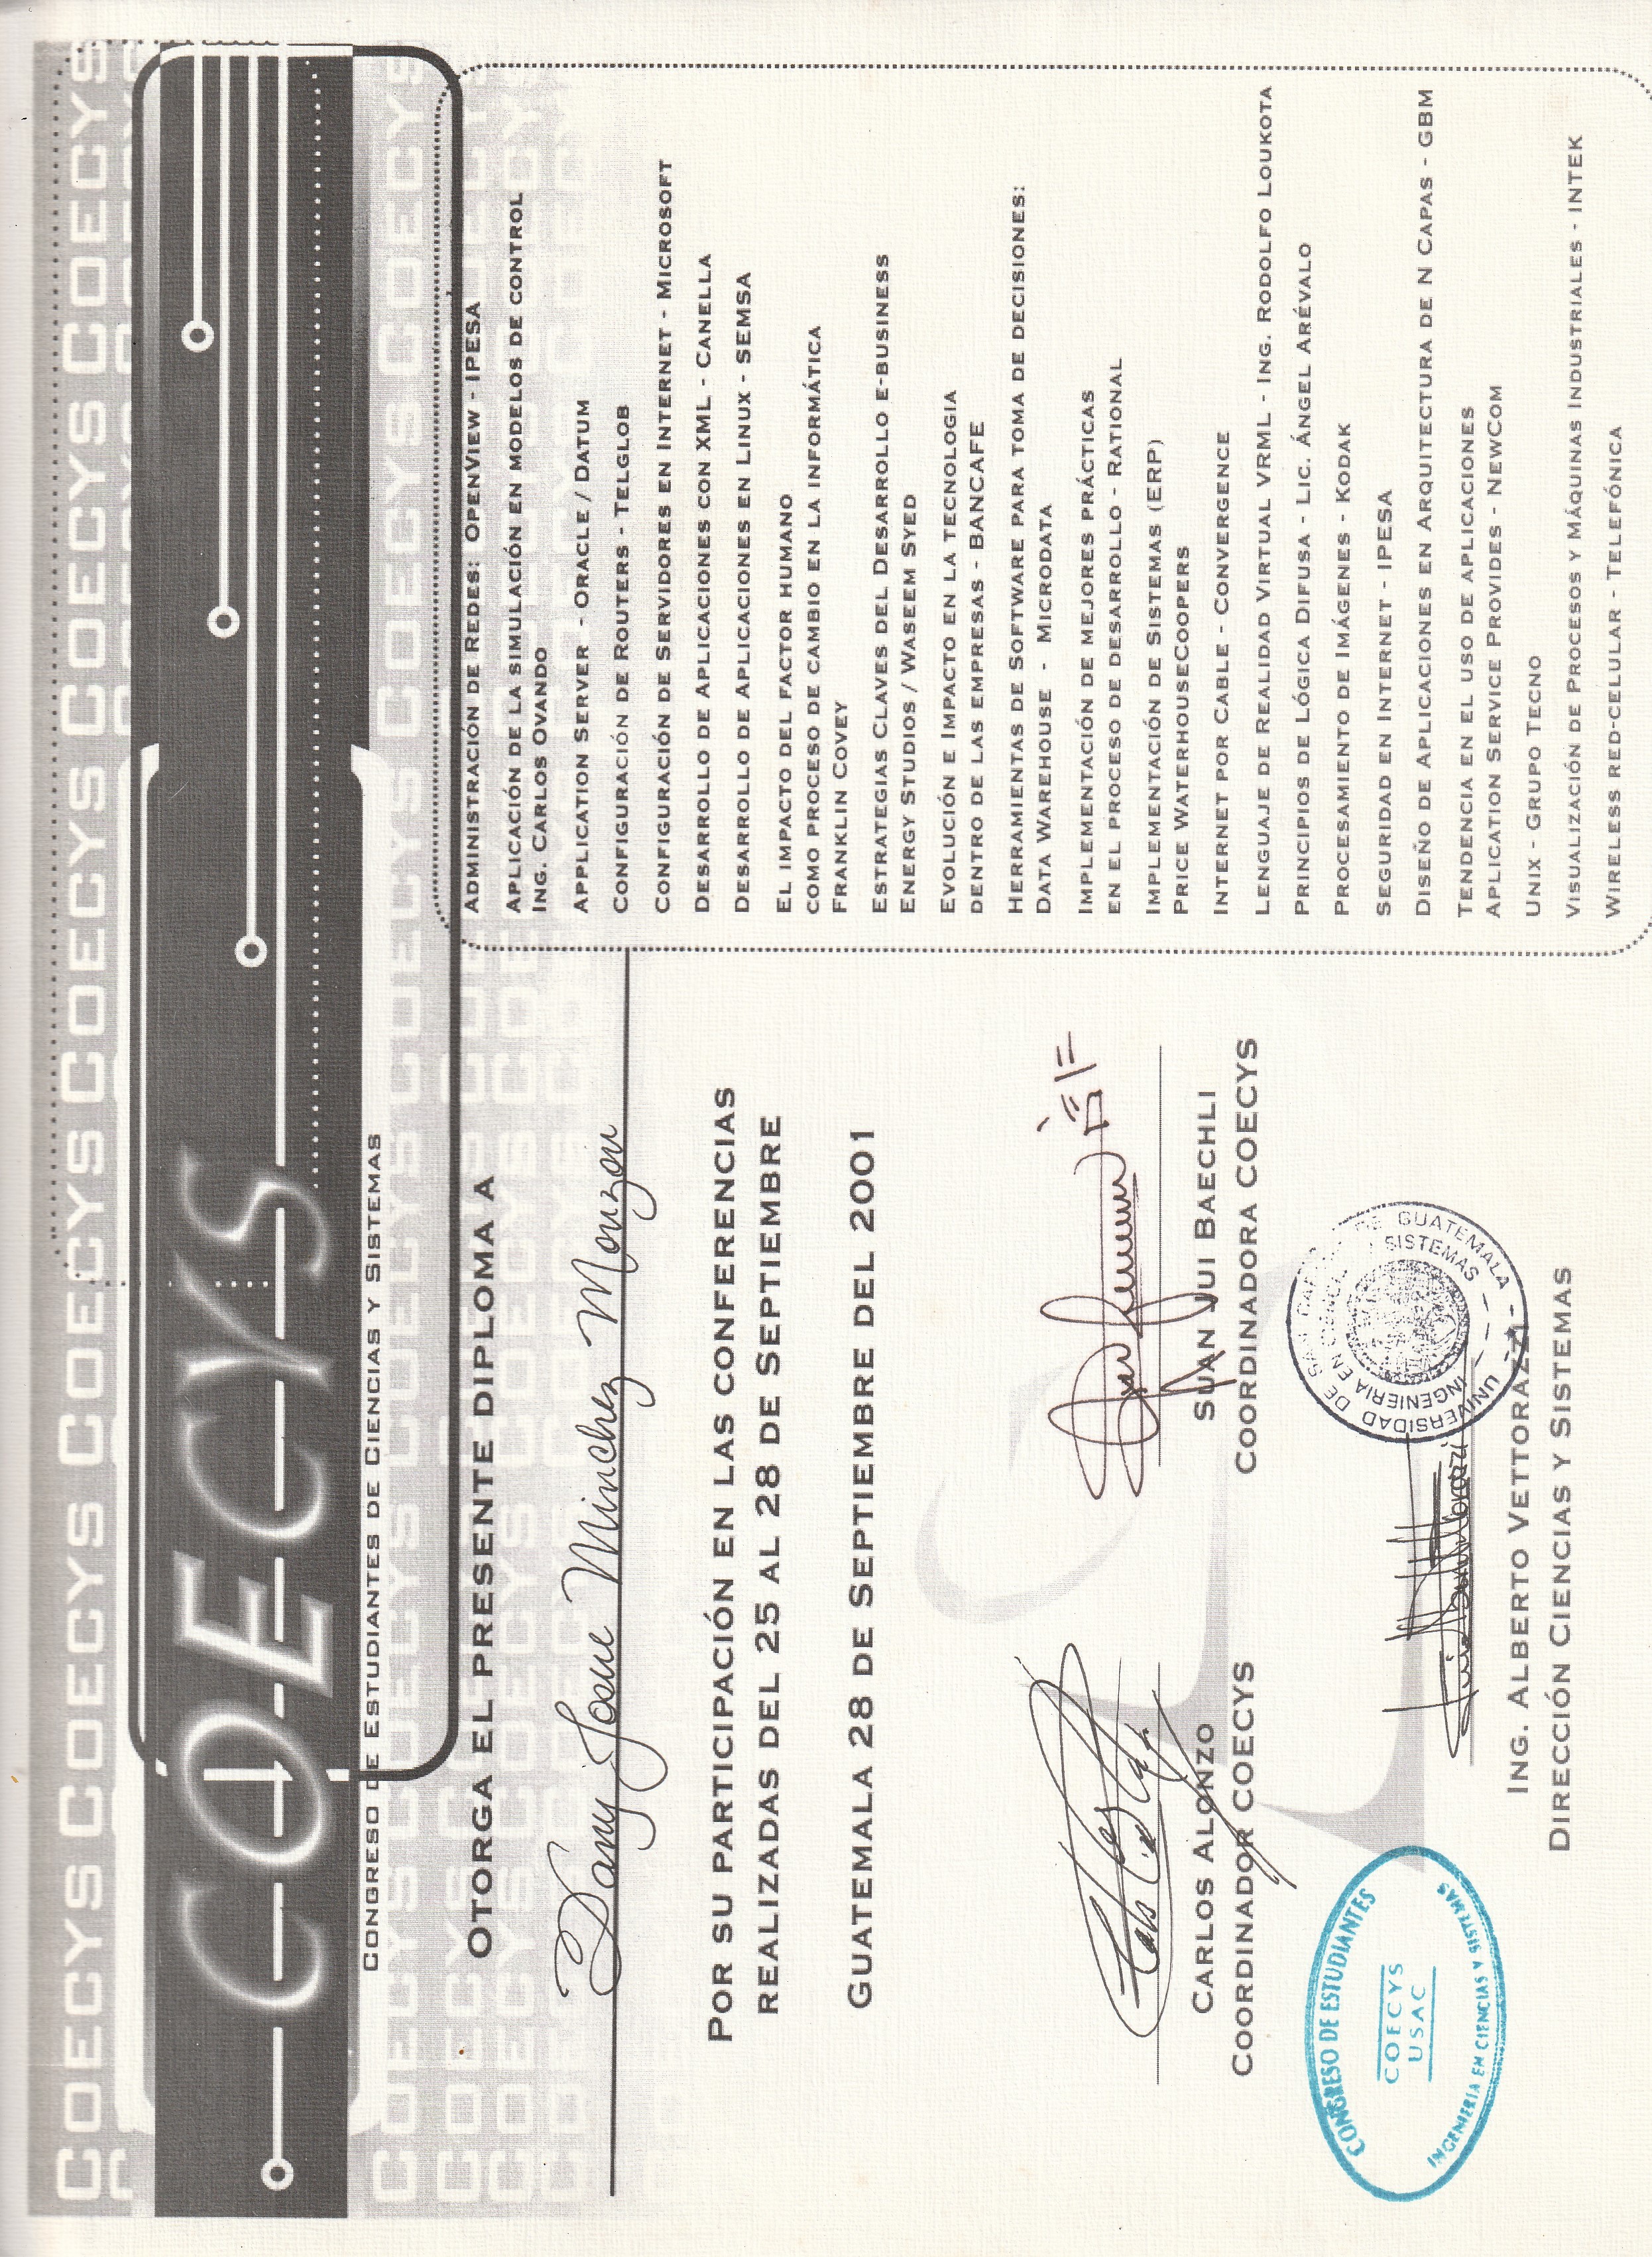 COECYS COECYS COECYS COECYS COECYS COECYS
COECYS
CONGRESO DE ESTUDIANTES DE CIENCIAS Y SISTEMAS
COECYS COECYS COECYS COECYS COECYS COECYS
OTORGA EL PRESENTE DIPLOMA A
Dany Josue Minchez Monzon
POR SU PARTICIPACIÓN EN LAS CONFERENCIAS
REALIZADAS DEL 25 AL 28 DE SEPTIEMBRE
GUATEMALA 28 DE SEPTIEMBRE DEL 2001
CARLOS ALONZO
COORDINADOR COECYS
SUAN JUI BAECHLI
COORDINADORA COECYS
CONGRESO DE ESTUDIANTES
COECYS
USAC
INGENIERIA EN CIENCIAS Y SISTEMAS
UNIVERSIDAD DE SAN GUATEMALA
INGENIERIA EN SISTEMAS
ING. ALBERTO VETTORAZZI
DIRECCIÓN CIENCIAS Y SISTEMAS
ADMINISTRACIÓN DE REDES: OPENVIEW - IPESA
APLICACIÓN DE LA SIMULACIÓN EN MODELOS DE CONTROL
ING. CARLOS OVANDO
APPLICATION SERVER - ORACLE / DATUM
CONFIGURACIÓN DE ROUTERS - TELGLOB
CONFIGURACIÓN DE SERVIDORES EN INTERNET - MICROSOFT
DESARROLLO DE APLICACIONES CON XML - CANELLA
DESARROLLO DE APLICACIONES EN LINUX - SEMSA
EL IMPACTO DEL FACTOR HUMANO
COMO PROCESO DE CAMBIO EN LA INFORMÁTICA
FRANKLIN COVEY
ESTRATEGIAS CLAVES DEL DESARROLLO E-BUSINESS
ENERGY STUDIOS / WASEEM SYED
EVOLUCIÓN E IMPACTO EN LA TECNOLOGIA
DENTRO DE LAS EMPRESAS - BANCAFE
HERRAMIENTAS DE SOFTWARE PARA TOMA DE DECISIONES:
DATA WAREHOUSE - MICRODATA
IMPLEMENTACIÓN DE MEJORES PRÁCTICAS
EN EL PROCESO DE DESARROLLO - RATIONAL
IMPLEMENTACIÓN DE SISTEMAS (ERP)
PRICE WATERHOUSECOOPERS
INTERNET POR CABLE - CONVERGENCE
LENGUAJE DE REALIDAD VIRTUAL VRML - ING. RODOLFO LOUKOTA
PRINCIPIOS DE LÓGICA DIFUSA - LIC. ÁNGEL ARÉVALO
PROCESAMIENTO DE IMÁGENES - KODAK
SEGURIDAD EN INTERNET - IPESA
DISEÑO DE APLICACIONES EN ARQUITECTURA DE N CAPAS - GBM
TENDENCIA EN EL USO DE APLICACIONES
APLICATION SERVICE PROVIDES - NEWCOM
UNIX - GRUPO TECNO
VISUALIZACIÓN DE PROCESOS Y MÁQUINAS INDUSTRIALES - INTEK
WIRELESS RED-CELULAR - TELEFÓNICA